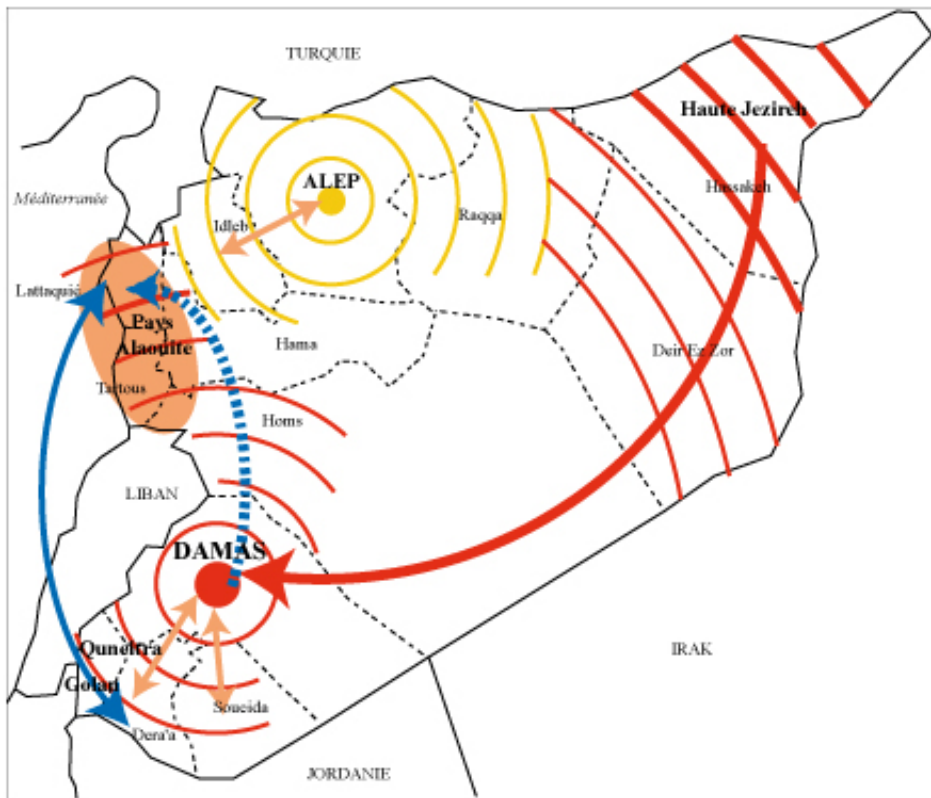 TURQUIE
Haute Jezireh
ALEP
Hassakeh
Méditerranée
Idleb
Raqqa
Lattaquié
Pays
Alaouite
Hama
Deir Ez Zor
Tartous
Homs
LIBAN
DAMAS
Quneitra
IRAK
Golan
Soueida
Dera'a
JORDANIE